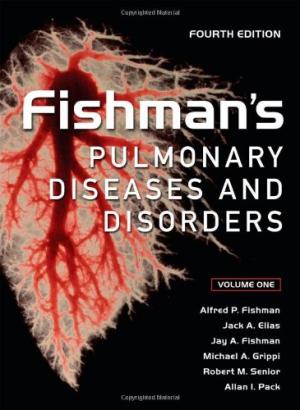 FOURTH EDITION
Fishman's
PULMONARY
DISEASES AND
DISORDERS
VOLUME ONE
Alfred P. Fishman
Jack A. Elias
Jay A. Fishman
Michael A. Grippi
Robert M. Senior
Allan I. Pack